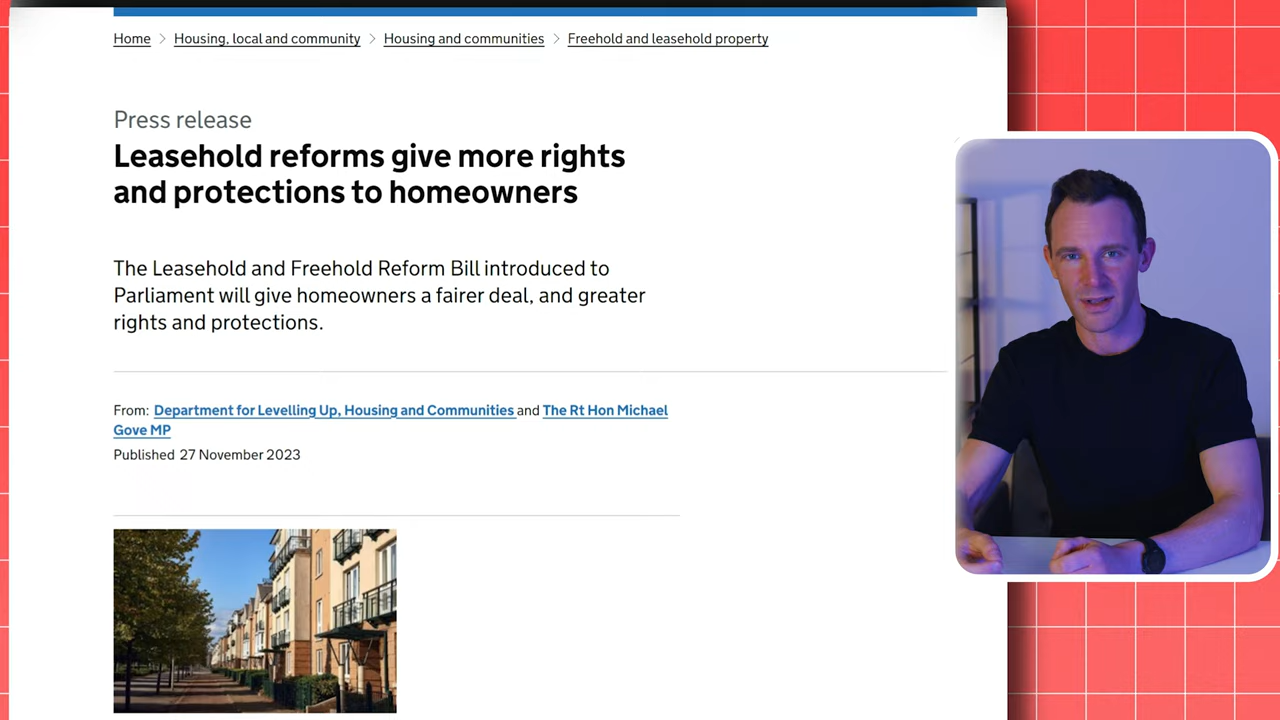 Home > Housing, local and community > Housing and communities > Freehold and leasehold property
Press release
Leasehold reforms give more rights
and protections to homeowners
The Leasehold and Freehold Reform Bill introduced to
Parliament will give homeowners a fairer deal, and greater
rights and protections.
From: Department for Levelling Up, Housing and Communities and The Rt Hon Michael
Gove MP
Published 27 November 2023